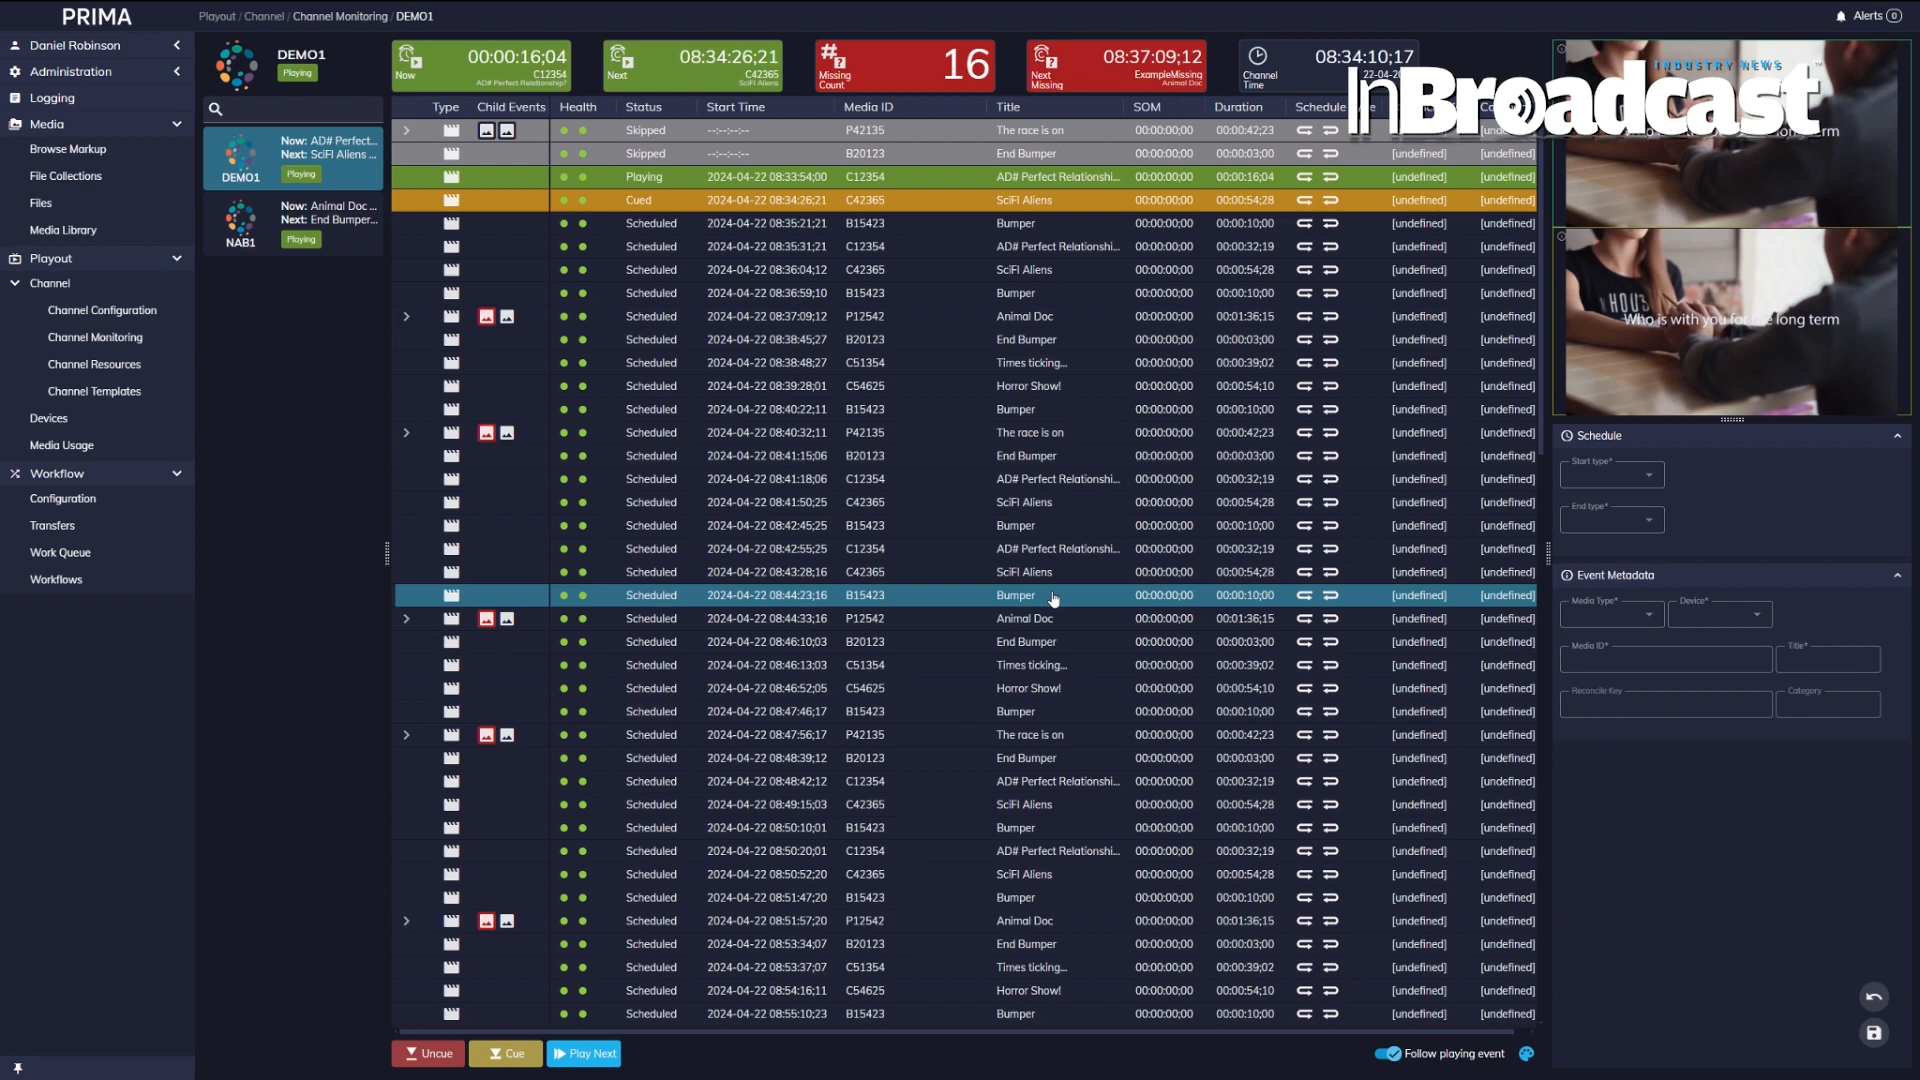 PRIMA
Playout / Channel / Channel Monitoring / DEMO1
Alerts 0
Daniel Robinson
Administration
Logging
Media
Browse Markup
File Collections
Files
Media Library
Playout
Channel
Channel Configuration
Channel Monitoring
Channel Resources
Channel Templates
Devices
Media Usage
Workflow
Configuration
Transfers
Work Queue
Workflows
DEMO1
Playing
Now: AD# Perfect...
Next: SciFI Aliens ...
DEMO1
Playing
Now: Animal Doc ...
Next: End Bumper...
NAB1
Playing
Now
00:00:16;04
C12354
AD# Perfect Relationship?
Next
08:34:26;21
C42365
SciFI Aliens
Missing Count
16
Next Missing
08:37:09;12
ExampleMissing
Animal Doc
Channel Time
08:34:10;17
22-04-20
INDUSTRY NEWS
InBroadcast
Type Child Events Health Status Start Time Media ID Title SOM Duration Schedule
Skipped --:--:--:-- P42135 The race is on 00:00:00;00 00:00:42;23
Skipped --:--:--:-- B20123 End Bumper 00:00:00;00 00:00:03;00 [undefined] [undefined]
Playing 2024-04-22 08:33:54;00 C12354 AD# Perfect Relationshi... 00:00:00;00 00:00:16;04 [undefined] [undefined]
Cued 2024-04-22 08:34:26;21 C42365 SciFI Aliens 00:00:00;00 00:00:54;28 [undefined] [undefined]
Scheduled 2024-04-22 08:35:21;21 B15423 Bumper 00:00:00;00 00:00:10;00 [undefined] [undefined]
Scheduled 2024-04-22 08:35:31;21 C12354 AD# Perfect Relationshi... 00:00:00;00 00:00:32;19 [undefined] [undefined]
Scheduled 2024-04-22 08:36:04;12 C42365 SciFI Aliens 00:00:00;00 00:00:54;28 [undefined] [undefined]
Scheduled 2024-04-22 08:36:59;10 B15423 Bumper 00:00:00;00 00:00:10;00 [undefined] [undefined]
Scheduled 2024-04-22 08:37:09;12 P12542 Animal Doc 00:00:00;00 00:01:36;15 [undefined] [undefined]
Scheduled 2024-04-22 08:38:45;27 B20123 End Bumper 00:00:00;00 00:00:03;00 [undefined] [undefined]
Scheduled 2024-04-22 08:38:48;27 C51354 Times ticking... 00:00:00;00 00:00:39;02 [undefined] [undefined]
Scheduled 2024-04-22 08:39:28;01 C54625 Horror Show! 00:00:00;00 00:00:54;10 [undefined] [undefined]
Scheduled 2024-04-22 08:40:22;11 B15423 Bumper 00:00:00;00 00:00:10;00 [undefined] [undefined]
Scheduled 2024-04-22 08:40:32;11 P42135 The race is on 00:00:00;00 00:00:42;23 [undefined] [undefined]
Scheduled 2024-04-22 08:41:15;06 B20123 End Bumper 00:00:00;00 00:00:03;00 [undefined] [undefined]
Scheduled 2024-04-22 08:41:18;06 C12354 AD# Perfect Relationshi... 00:00:00;00 00:00:32;19 [undefined] [undefined]
Scheduled 2024-04-22 08:41:50;25 C42365 SciFI Aliens 00:00:00;00 00:00:54;28 [undefined] [undefined]
Scheduled 2024-04-22 08:42:45;25 B15423 Bumper 00:00:00;00 00:00:10;00 [undefined] [undefined]
Scheduled 2024-04-22 08:42:55;25 C12354 AD# Perfect Relationshi... 00:00:00;00 00:00:32;19 [undefined] [undefined]
Scheduled 2024-04-22 08:43:28;16 C42365 SciFI Aliens 00:00:00;00 00:00:54;28 [undefined] [undefined]
Scheduled 2024-04-22 08:44:23;16 B15423 Bumper 00:00:00;00 00:00:10;00 [undefined] [undefined]
Scheduled 2024-04-22 08:44:33;16 P12542 Animal Doc 00:00:00;00 00:01:36;15 [undefined] [undefined]
Scheduled 2024-04-22 08:46:10;03 B20123 End Bumper 00:00:00;00 00:00:03;00 [undefined] [undefined]
Scheduled 2024-04-22 08:46:13;03 C51354 Times ticking... 00:00:00;00 00:00:39;02 [undefined] [undefined]
Scheduled 2024-04-22 08:46:52;05 C54625 Horror Show! 00:00:00;00 00:00:54;10 [undefined] [undefined]
Scheduled 2024-04-22 08:47:46;17 B15423 Bumper 00:00:00;00 00:00:10;00 [undefined] [undefined]
Scheduled 2024-04-22 08:47:56;17 P42135 The race is on 00:00:00;00 00:00:42;23 [undefined] [undefined]
Scheduled 2024-04-22 08:48:39;12 B20123 End Bumper 00:00:00;00 00:00:03;00 [undefined] [undefined]
Scheduled 2024-04-22 08:48:42;12 C12354 AD# Perfect Relationshi... 00:00:00;00 00:00:32;19 [undefined] [undefined]
Scheduled 2024-04-22 08:49:15;03 C42365 SciFI Aliens 00:00:00;00 00:00:54;28 [undefined] [undefined]
Scheduled 2024-04-22 08:50:10;01 B15423 Bumper 00:00:00;00 00:00:10;00 [undefined] [undefined]
Scheduled 2024-04-22 08:50:20;01 C12354 AD# Perfect Relationshi... 00:00:00;00 00:00:32;19 [undefined] [undefined]
Scheduled 2024-04-22 08:50:52;20 C42365 SciFI Aliens 00:00:00;00 00:00:54;28 [undefined] [undefined]
Scheduled 2024-04-22 08:51:47;20 B15423 Bumper 00:00:00;00 00:00:10;00 [undefined] [undefined]
Scheduled 2024-04-22 08:51:57;20 P12542 Animal Doc 00:00:00;00 00:01:36;15 [undefined] [undefined]
Scheduled 2024-04-22 08:53:34;07 B20123 End Bumper 00:00:00;00 00:00:03;00 [undefined] [undefined]
Scheduled 2024-04-22 08:53:37;07 C51354 Times ticking... 00:00:00;00 00:00:39;02 [undefined] [undefined]
Scheduled 2024-04-22 08:54:16;11 C54625 Horror Show! 00:00:00;00 00:00:54;10 [undefined] [undefined]
Scheduled 2024-04-22 08:55:10;23 B15423 Bumper 00:00:00;00 00:00:10;00 [undefined] [undefined]
Uncue
Cue
Play Next
Follow playing event
long term
HOUS
Who is with you for the long term
Schedule
Start type*
End type*
Event Metadata
Media Type*
Device*
Media ID*
Title*
Reconcile Key
Category